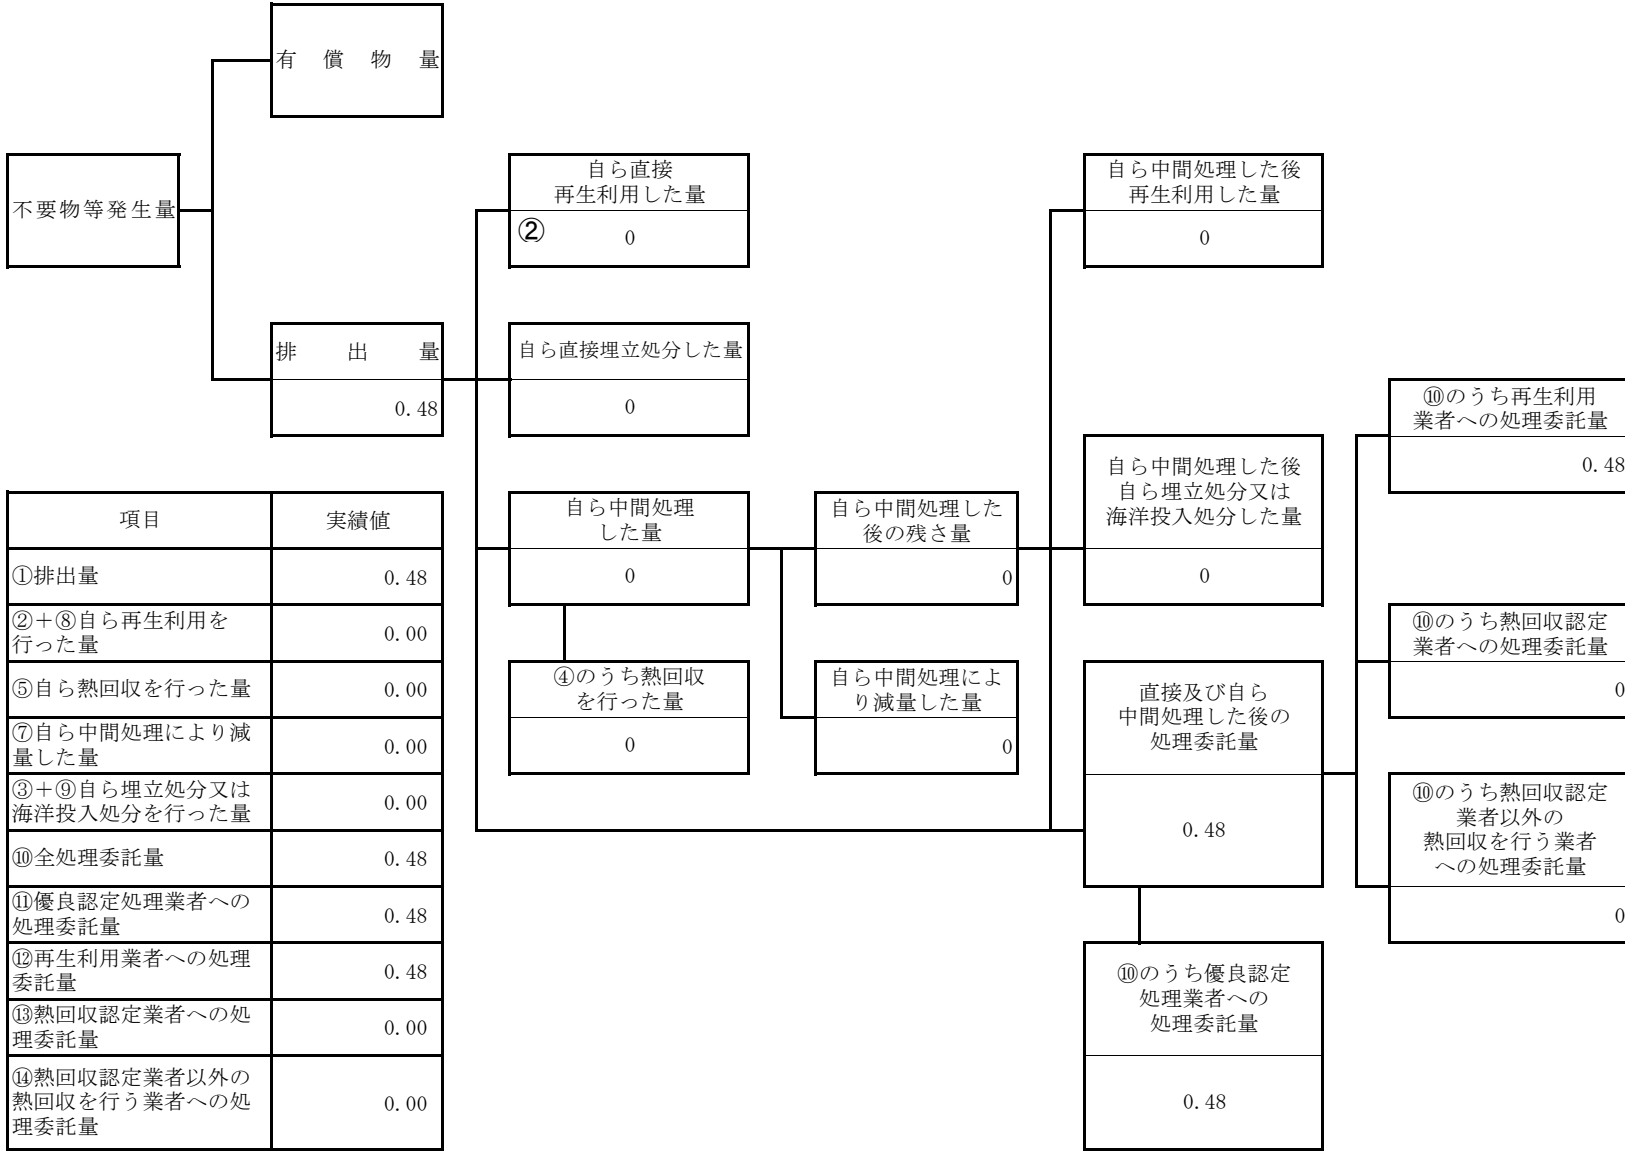 有償物量
不要物等発生量
自ら直接
再生利用した量
②
0
自ら中間処理した後
再生利用した量
0
排出量
0.48
自ら直接埋立処分した量
0
⑩のうち再生利用
業者への処理委託量
0.48
自ら中間処理した後
自ら埋立処分又は
海洋投入処分した量
0
自ら中間処理
した量
0
自ら中間処理した
後の残さ量
0
④のうち熱回収
を行った量
0
自ら中間処理によ
り減量した量
0
⑩のうち熱回収認定
業者への処理委託量
0
直接及び自ら
中間処理した後の
処理委託量
0.48
⑩のうち熱回収認定
業者以外の
熱回収を行う業者
への処理委託量
0
⑩のうち優良認定
処理業者への
処理委託量
0.48
項目 実績値
①排出量 0.48
②＋⑧自ら再生利用を
行った量 0.00
⑤自ら熱回収を行った量 0.00
⑦自ら中間処理により減
量した量 0.00
③＋⑨自ら埋立処分又は
海洋投入処分を行った量 0.00
⑩全処理委託量 0.48
⑪優良認定処理業者への
処理委託量 0.48
⑫再生利用業者への処理
委託量 0.48
⑬熱回収認定業者への処
理委託量 0.00
⑭熱回収認定業者以外の
熱回収を行う業者への処
理委託量 0.00